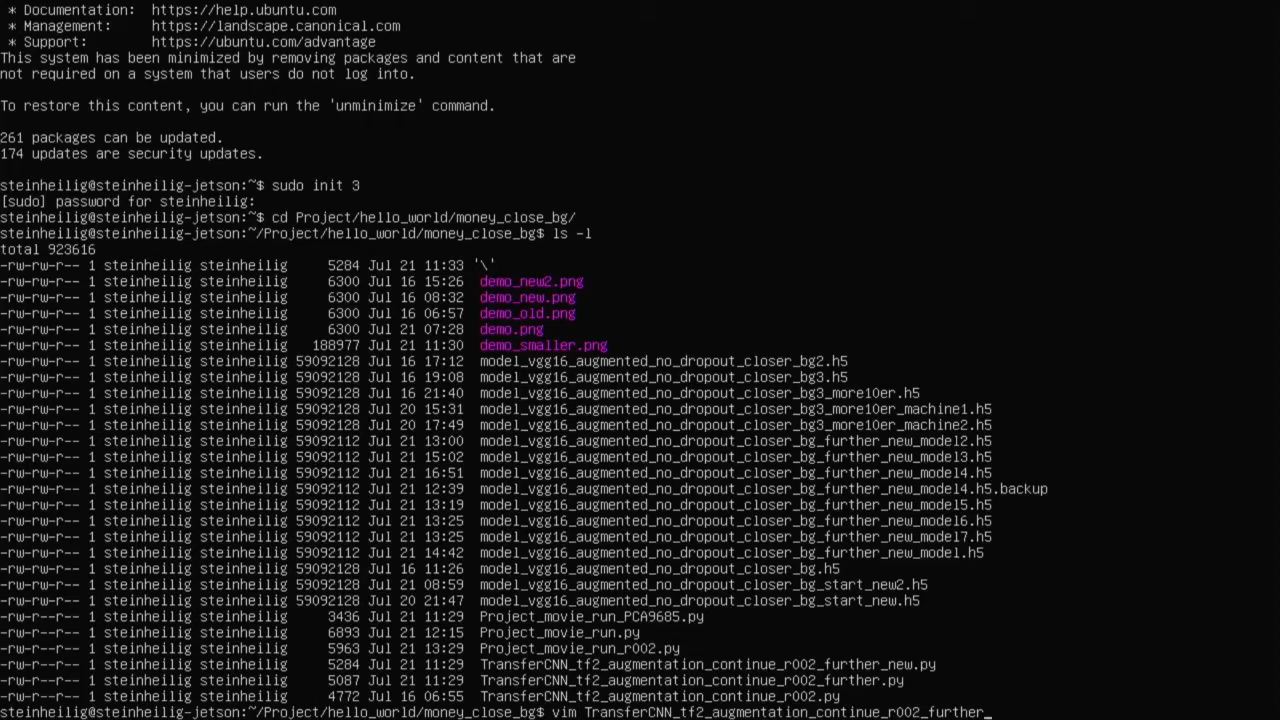 * Documentation:  https://help.ubuntu.com
* Management:     https://landscape.canonical.com
* Support:        https://ubuntu.com/advantage
This system has been minimized by removing packages and content that are
not required on a system that users do not log into.
To restore this content, you can run the 'unminimize' command.
261 packages can be updated.
174 updates are security updates.
steinheilig@steinheilig-jetson:~$ sudo init 3
[sudo] password for steinheilig:
steinheilig@steinheilig-jetson:~$ cd Project/hello_world/money_close_bg/
steinheilig@steinheilig-jetson:~/Project/hello_world/money_close_bg$ ls -l
total 923616
-rw-rw-r-- 1 steinheilig steinheilig     5284 Jul 21 11:33 '\'
-rw-rw-r-- 1 steinheilig steinheilig     6300 Jul 16 15:26  demo_new2.png
-rw-rw-r-- 1 steinheilig steinheilig     6300 Jul 16 08:32  demo_new.png
-rw-rw-r-- 1 steinheilig steinheilig     6300 Jul 16 06:57  demo_old.png
-rw-rw-r-- 1 steinheilig steinheilig     6300 Jul 21 07:28  demo.png
-rw-rw-r-- 1 steinheilig steinheilig   188977 Jul 21 11:30  demo_smaller.png
-rw-rw-r-- 1 steinheilig steinheilig 59092128 Jul 16 17:12  model_vgg16_augmented_no_dropout_closer_bg2.h5
-rw-rw-r-- 1 steinheilig steinheilig 59092128 Jul 16 19:08  model_vgg16_augmented_no_dropout_closer_bg3.h5
-rw-rw-r-- 1 steinheilig steinheilig 59092128 Jul 16 21:40  model_vgg16_augmented_no_dropout_closer_bg3_more10er.h5
-rw-rw-r-- 1 steinheilig steinheilig 59092128 Jul 20 15:31  model_vgg16_augmented_no_dropout_closer_bg3_more10er_machine1.h5
-rw-rw-r-- 1 steinheilig steinheilig 59092128 Jul 20 17:49  model_vgg16_augmented_no_dropout_closer_bg3_more10er_machine2.h5
-rw-rw-r-- 1 steinheilig steinheilig 59092112 Jul 21 13:00  model_vgg16_augmented_no_dropout_closer_bg_further_new_model2.h5
-rw-rw-r-- 1 steinheilig steinheilig 59092112 Jul 21 15:02  model_vgg16_augmented_no_dropout_closer_bg_further_new_model3.h5
-rw-rw-r-- 1 steinheilig steinheilig 59092112 Jul 21 16:51  model_vgg16_augmented_no_dropout_closer_bg_further_new_model4.h5
-rw-rw-r-- 1 steinheilig steinheilig 59092112 Jul 21 12:39  model_vgg16_augmented_no_dropout_closer_bg_further_new_model4.h5.backup
-rw-rw-r-- 1 steinheilig steinheilig 59092112 Jul 21 13:19  model_vgg16_augmented_no_dropout_closer_bg_further_new_model5.h5
-rw-rw-r-- 1 steinheilig steinheilig 59092112 Jul 21 13:25  model_vgg16_augmented_no_dropout_closer_bg_further_new_model6.h5
-rw-rw-r-- 1 steinheilig steinheilig 59092112 Jul 21 13:25  model_vgg16_augmented_no_dropout_closer_bg_further_new_model7.h5
-rw-rw-r-- 1 steinheilig steinheilig 59092112 Jul 21 14:42  model_vgg16_augmented_no_dropout_closer_bg_further_new_model.h5
-rw-rw-r-- 1 steinheilig steinheilig 59092128 Jul 16 11:26  model_vgg16_augmented_no_dropout_closer_bg.h5
-rw-rw-r-- 1 steinheilig steinheilig 59092128 Jul 21 08:59  model_vgg16_augmented_no_dropout_closer_bg_start_new2.h5
-rw-rw-r-- 1 steinheilig steinheilig 59092128 Jul 20 21:47  model_vgg16_augmented_no_dropout_closer_bg_start_new.h5
-rw-r--r-- 1 steinheilig steinheilig     3436 Jul 21 11:29  Project_movie_run_PCA9685.py
-rw-r--r-- 1 steinheilig steinheilig     6893 Jul 21 12:15  Project_movie_run.py
-rw-r--r-- 1 steinheilig steinheilig     5963 Jul 21 13:29  Project_movie_run_r002.py
-rw-r--r-- 1 steinheilig steinheilig     5284 Jul 21 11:29  TransferCNN_tf2_augmentation_continue_r002_further_new.py
-rw-r--r-- 1 steinheilig steinheilig     5087 Jul 21 11:29  TransferCNN_tf2_augmentation_continue_r002_further.py
-rw-r--r-- 1 steinheilig steinheilig     4772 Jul 16 06:55  TransferCNN_tf2_augmentation_continue_r002.py
steinheilig@steinheilig-jetson:~/Project/hello_world/money_close_bg$ vim TransferCNN_tf2_augmentation_continue_r002_further_